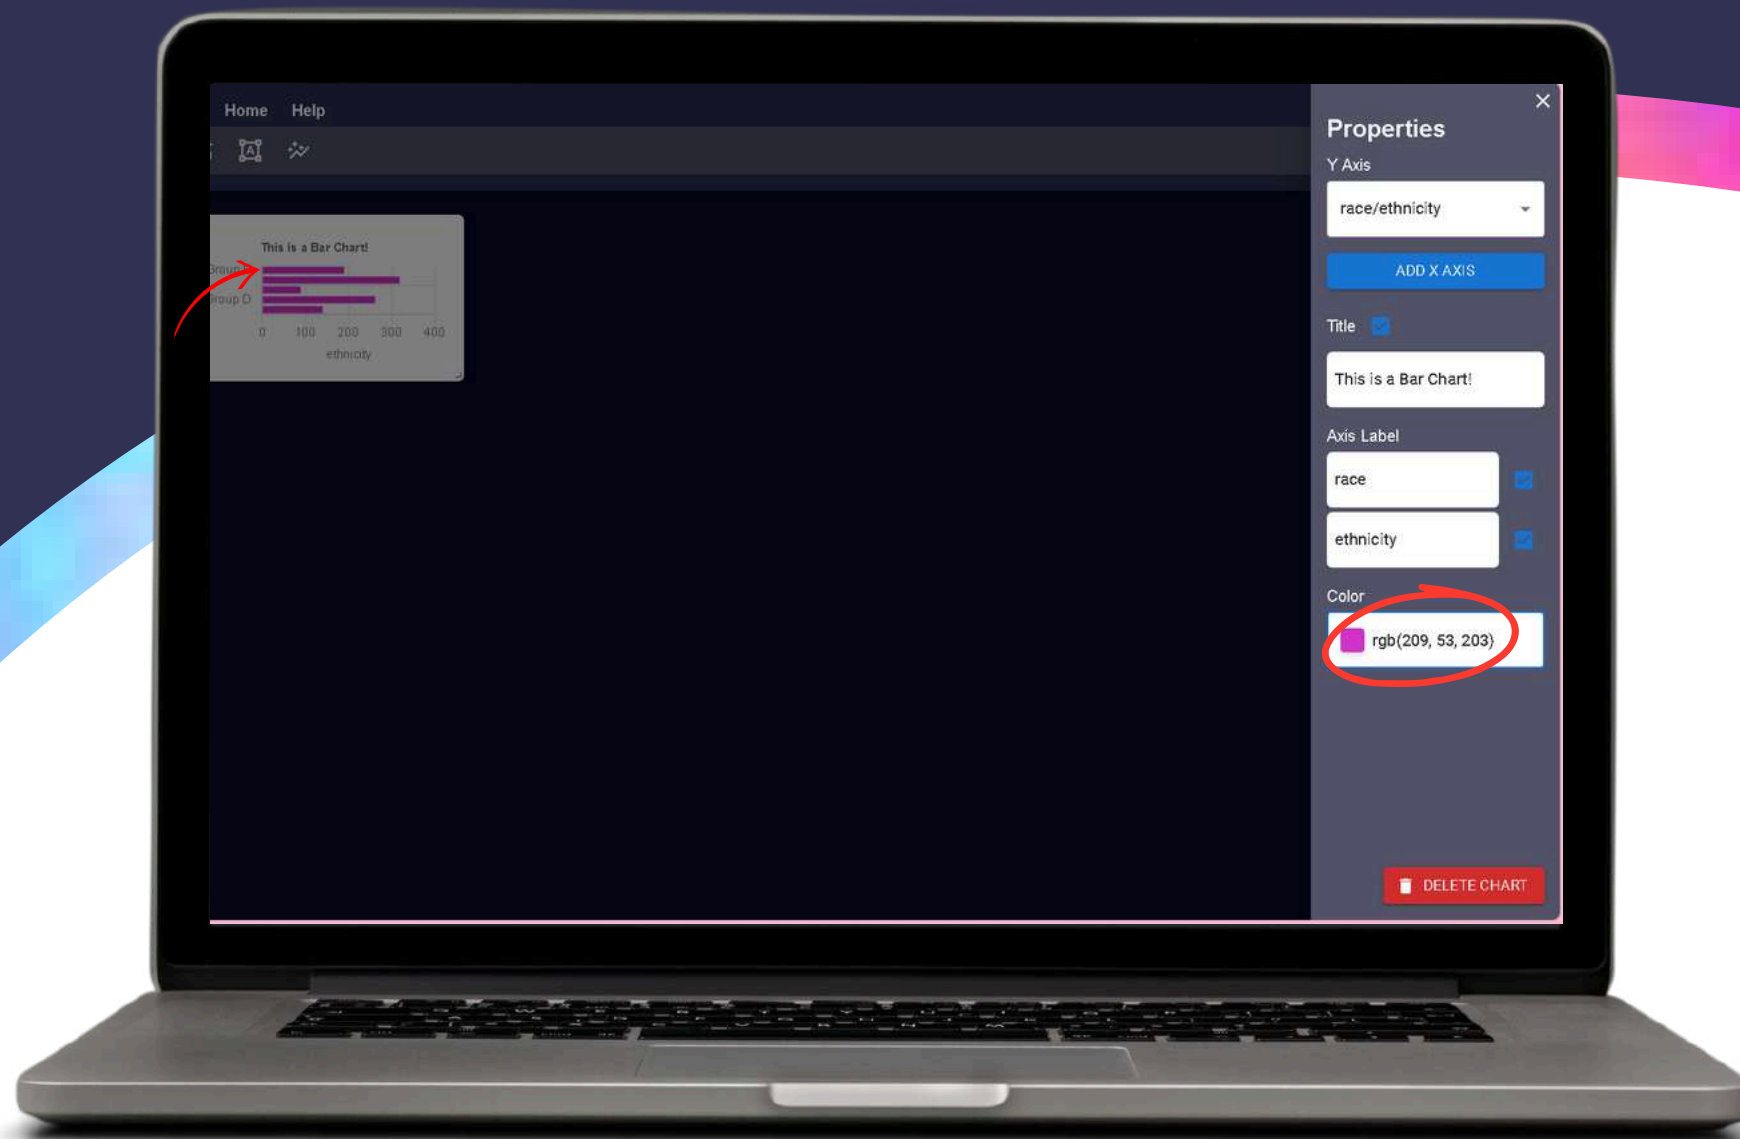 Home Help
This is a Bar Chart!
Group D
0 100 200 300 400
ethnicity
Properties
Y Axis
race/ethnicity
ADD X AXIS
Title
This is a Bar Chart!
Axis Label
race
ethnicity
Color
rgb(209, 53, 203)
DELETE CHART